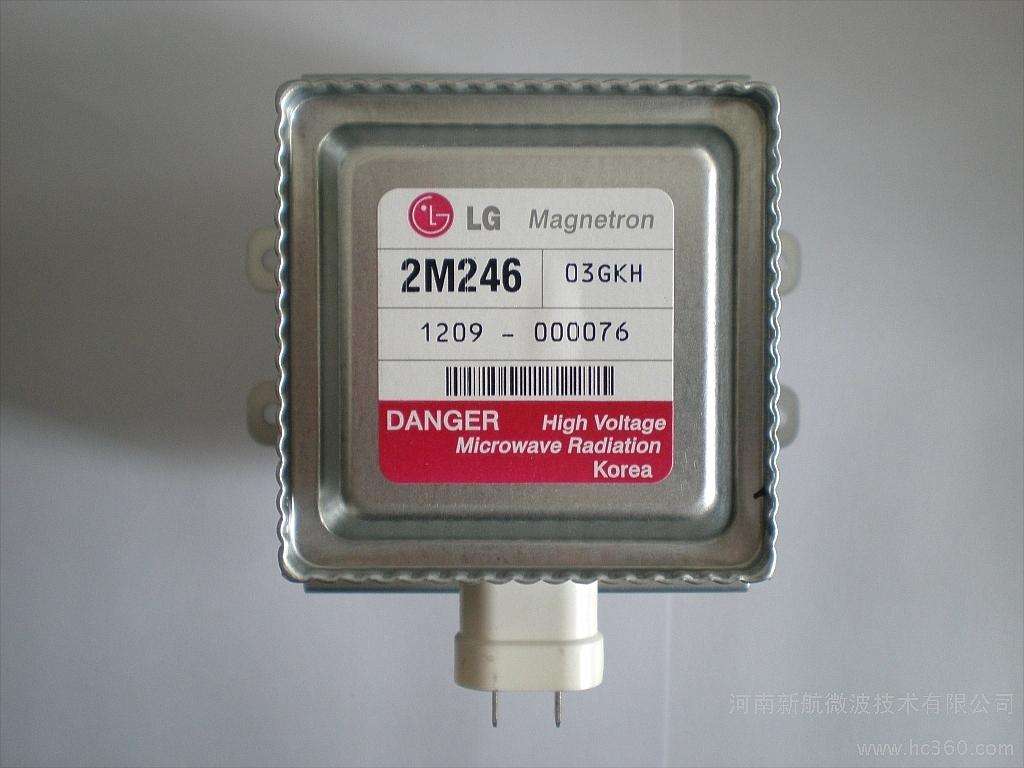 LG Magnetron
2M246 03GKH
1209 - 000076
DANGER High Voltage
Microwave Radiation
Korea
河南新航微波技术有限公司
www.hc360.com